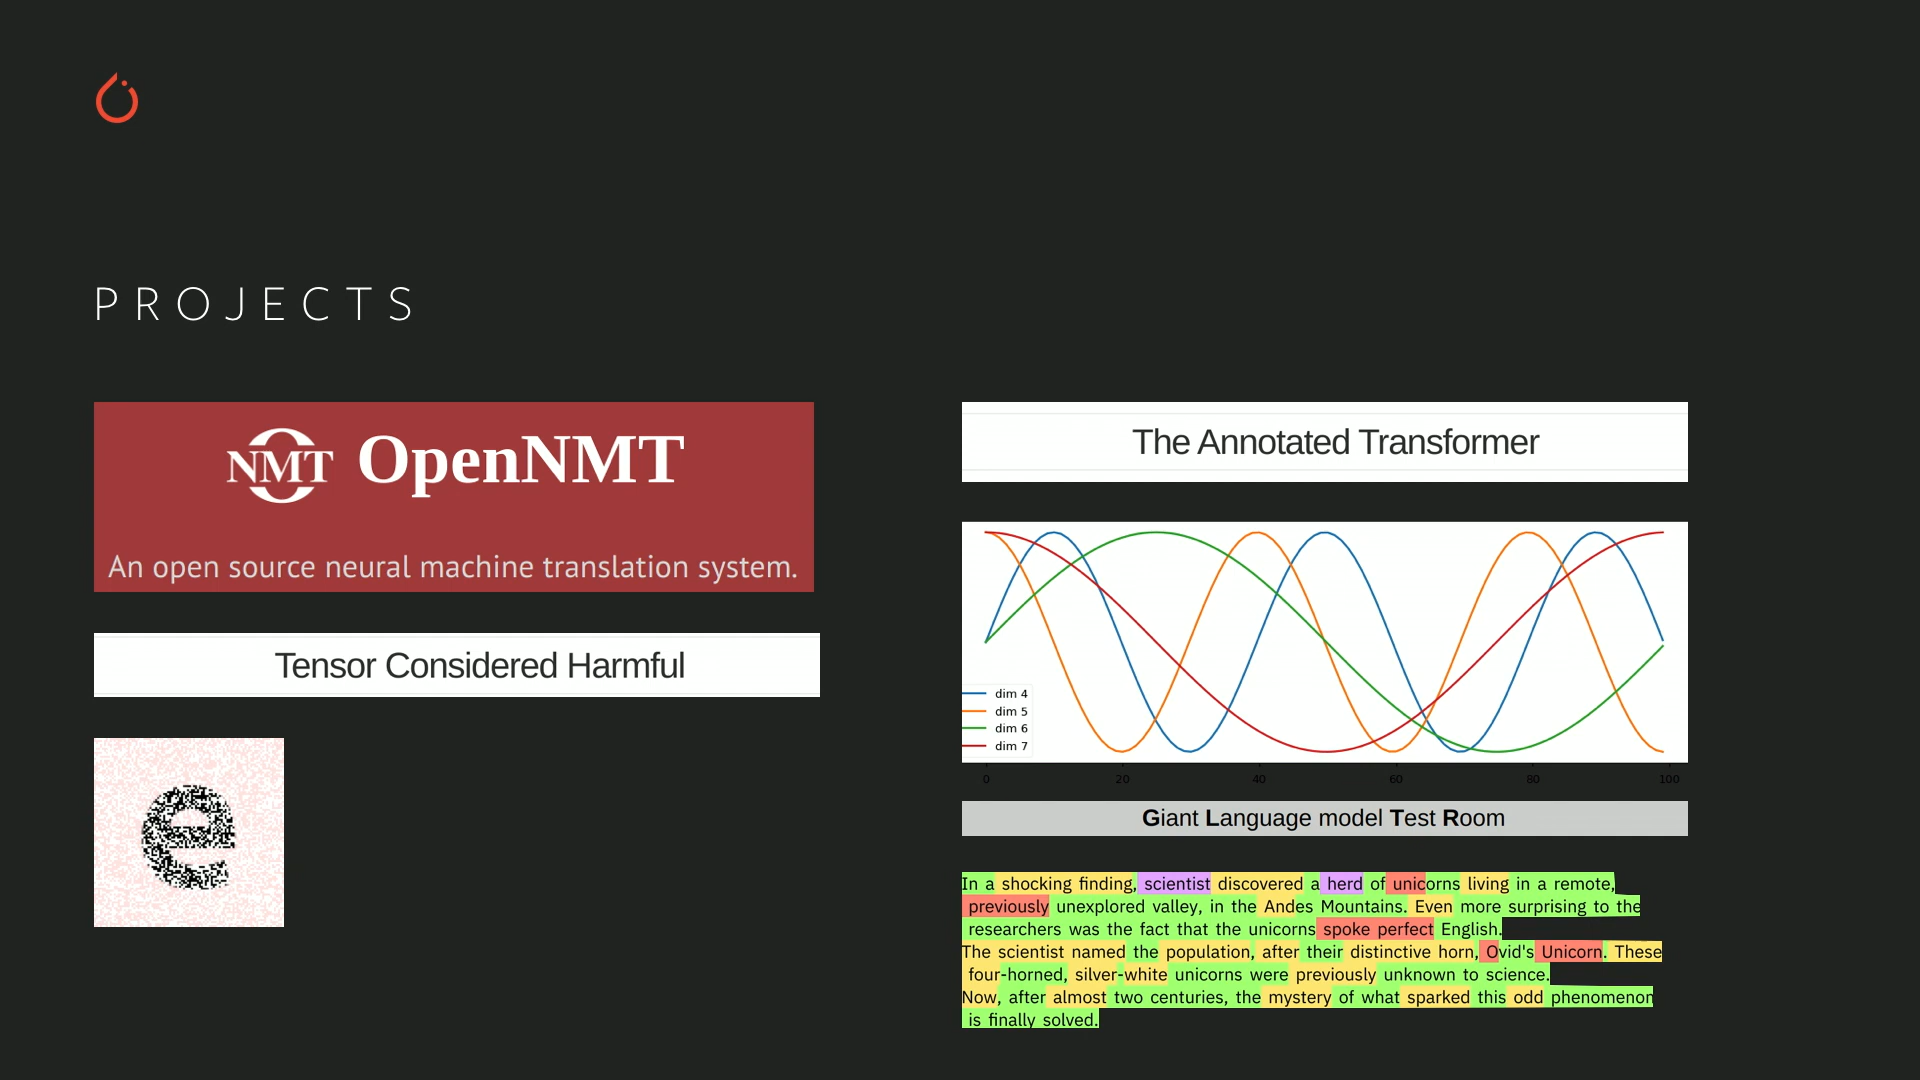 PROJECTS
NMT OpenNMT
An open source neural machine translation system.
Tensor Considered Harmful
e
The Annotated Transformer
dim 4
dim 5
dim 6
dim 7
0 20 40 60 80 100
Giant Language model Test Room
In a shocking finding, scientist discovered a herd of unicorns living in a remote,
previously unexplored valley, in the Andes Mountains. Even more surprising to the
researchers was the fact that the unicorns spoke perfect English.
The scientist named the population, after their distinctive horn, Ovid's Unicorn. These
four-horned, silver-white unicorns were previously unknown to science.
Now, after almost two centuries, the mystery of what sparked this odd phenomenon
is finally solved.